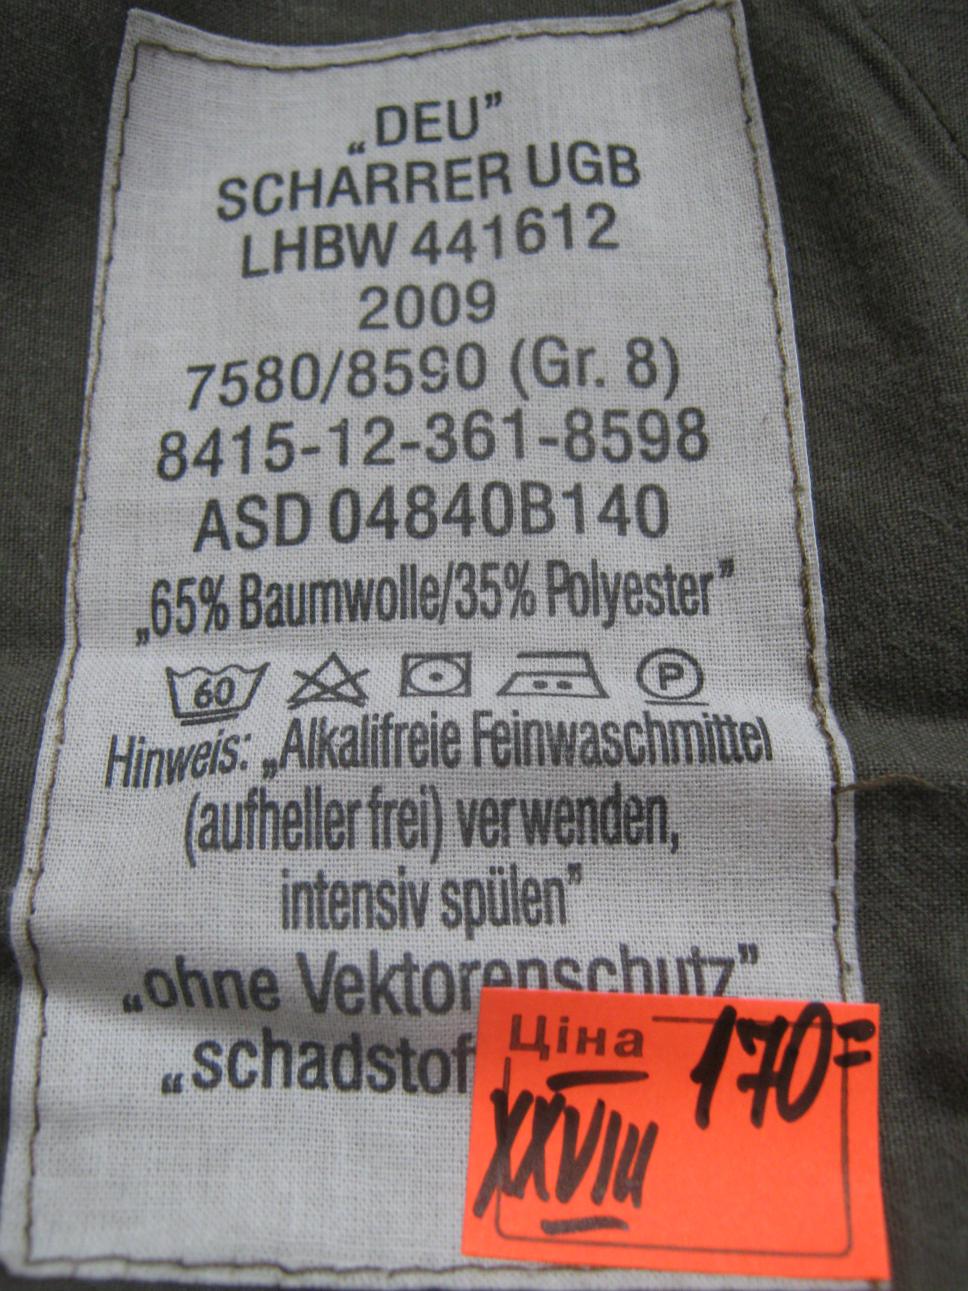 „DEU”
SCHARRER UGB
LHBW 441612
2009
7580/8590 (Gr. 8)
8415-12-361-8598
ASD 04840B140
„65% Baumwolle/35% Polyester”
60 P
Hinweis: „Alkalifreie Feinwaschmittel
(aufheller frei) verwenden,
intensiv spülen”
„ohne Vektorenschutz”
„schadstof
Ціна 170=
XXVIII